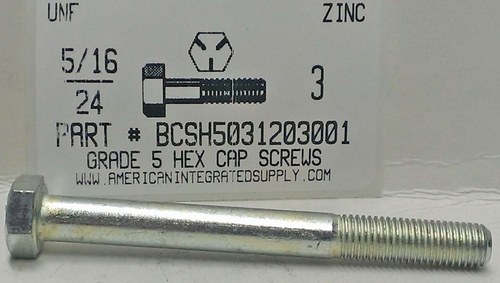 UNF ZINC
5/16
24
3
PART # BCSH5031203001
GRADE 5 HEX CAP SCREWS
WWW.AMERICANINTEGRATEDSUPPLY.COM